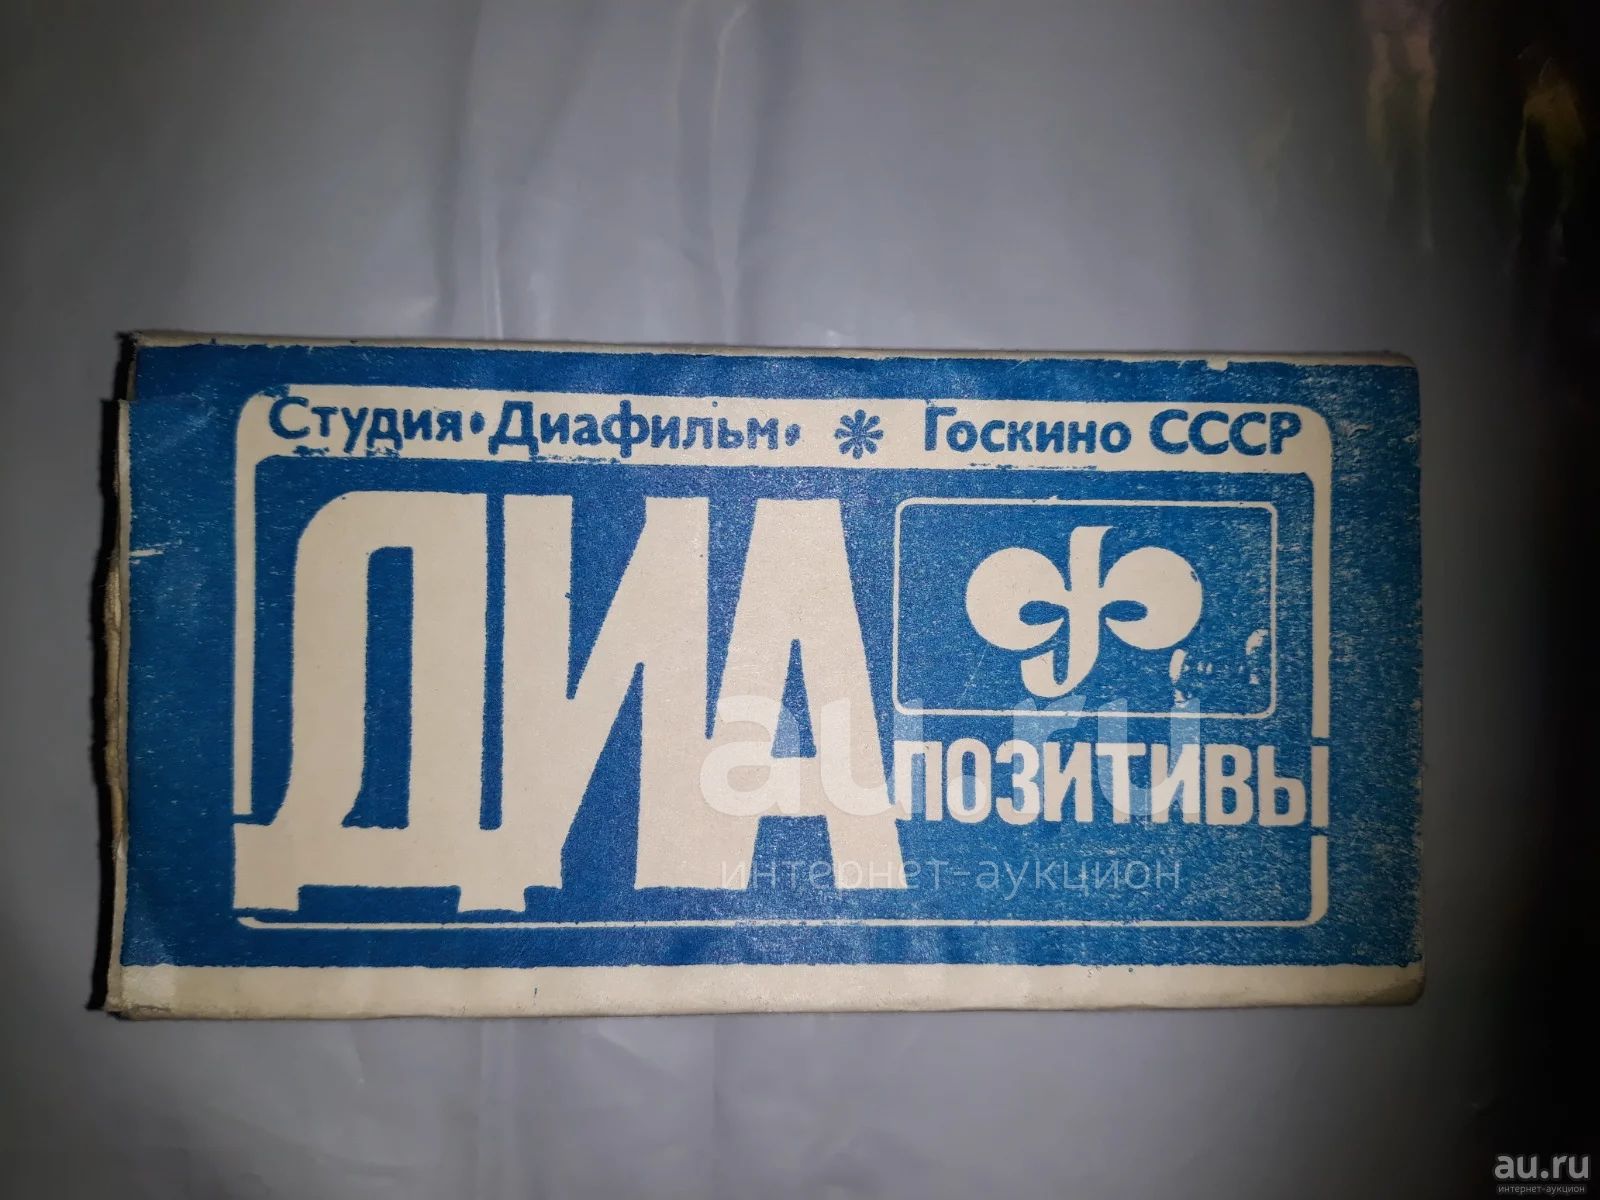 Студия•Диафильм• * Госкино СССР
ДИА
ПОЗИТИВЫ
au.ru
интернет-аукцион
au.ru
интернет-аукцион